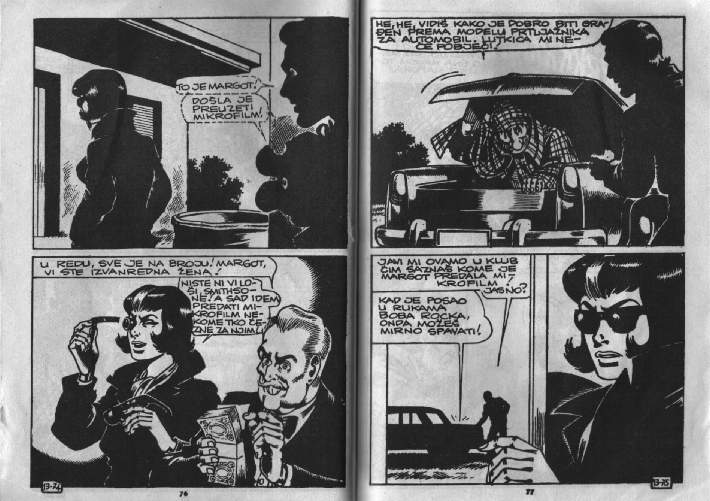 TO JE MARGOT!
DOŠLA JE
PREUZETI
MIKROFILM!
U REDU, SVE JE NA BROJU! MARGOT,
VI STE IZVANREDNA ŽENA!
NISTE NI VI LO-
ŠI, SMITHSO-
NE! A SAD IDEM
PREDATI MI-
KROFILM NE-
KOME TKO ČE-
ZNE ZA NJIM!
13-74
76
HE, HE, VIDIŠ KAKO JE DOBRO BITI GRA-
ĐEN PREMA MODELU PRTLJAŽNIKA
ZA AUTOMOBIL. LUTKICA MI NE-
ĆE POBJEĆI!
JAVI MI OVAMO U KLUB
ČIM SAZNAŠ KOME JE
MARGOT PREDALA MI-
KROFILM
JASNO?
KAD JE POSAO
U RUKAMA
BOBA ROCKA,
ONDA MOŽEŠ
MIRNO SPAVATI!
77
13-75